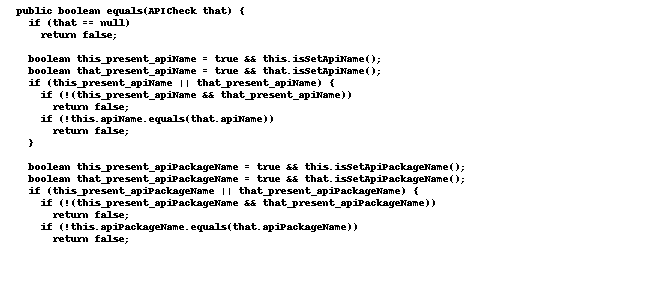 public boolean equals(APICheck that) {
if (that == null)
return false;
boolean this_present_apiName = true && this.isSetApiName();
boolean that_present_apiName = true && that.isSetApiName();
if (this_present_apiName || that_present_apiName) {
if (!(this_present_apiName && that_present_apiName))
return false;
if (!this.apiName.equals(that.apiName))
return false;
}
boolean this_present_apiPackageName = true && this.isSetApiPackageName();
boolean that_present_apiPackageName = true && that.isSetApiPackageName();
if (this_present_apiPackageName || that_present_apiPackageName) {
if (!(this_present_apiPackageName && that_present_apiPackageName))
return false;
if (!this.apiPackageName.equals(that.apiPackageName))
return false;